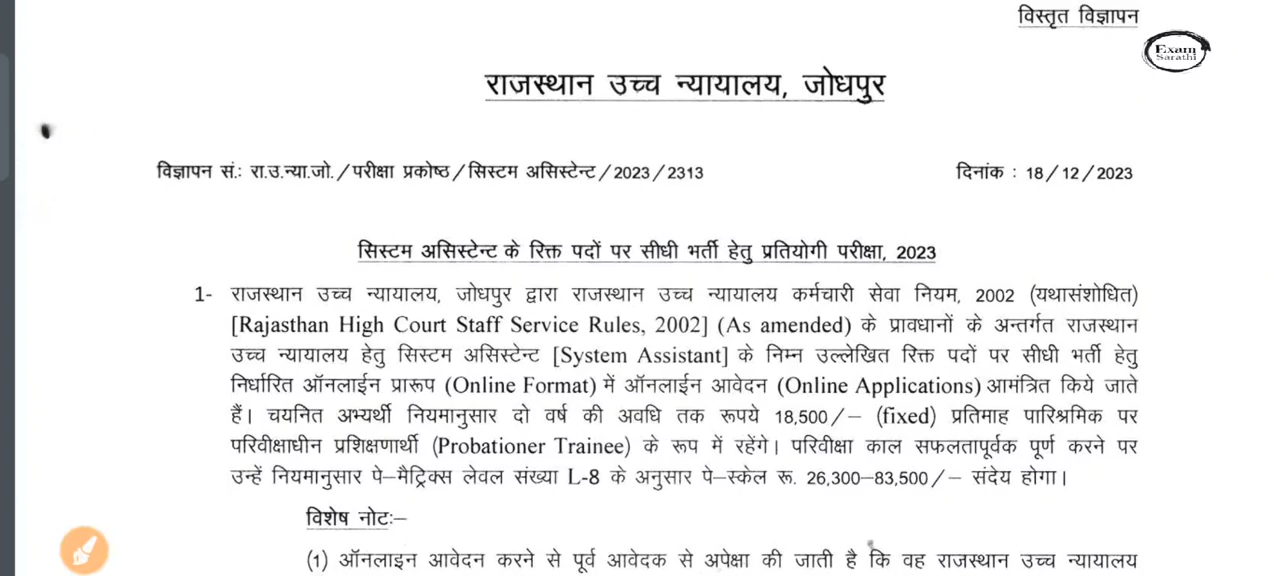 विस्तृत विज्ञापन
Exam
Sarathi
राजस्थान उच्च न्यायालय, जोधपुर
विज्ञापन सं.: रा.उ.न्या.जो./परीक्षा प्रकोष्ठ/सिस्टम असिस्टेन्ट/2023/2313 दिनांक : 18/12/2023
सिस्टम असिस्टेन्ट के रिक्त पदों पर सीधी भर्ती हेतु प्रतियोगी परीक्षा, 2023
1- राजस्थान उच्च न्यायालय, जोधपुर द्वारा राजस्थान उच्च न्यायालय कर्मचारी सेवा नियम, 2002 (यथासंशोधित)
[Rajasthan High Court Staff Service Rules, 2002] (As amended) के प्रावधानों के अन्तर्गत राजस्थान
उच्च न्यायालय हेतु सिस्टम असिस्टेन्ट [System Assistant] के निम्न उल्लेखित रिक्त पदों पर सीधी भर्ती हेतु
निर्धारित ऑनलाईन प्रारूप (Online Format) में ऑनलाईन आवेदन (Online Applications) आमंत्रित किये जाते
हैं। चयनित अभ्यर्थी नियमानुसार दो वर्ष की अवधि तक रूपये 18,500/– (fixed) प्रतिमाह पारिश्रमिक पर
परिवीक्षाधीन प्रशिक्षणार्थी (Probationer Trainee) के रूप में रहेंगे। परिवीक्षा काल सफलतापूर्वक पूर्ण करने पर
उन्हें नियमानुसार पे–मैट्रिक्स लेवल संख्या L-8 के अनुसार पे–स्केल रू. 26,300–83,500/– संदेय होगा।
विशेष नोटः–
(1) ऑनलाइन आवेदन करने से पूर्व आवेदक से अपेक्षा की जाती है कि वह राजस्थान उच्च न्यायालय